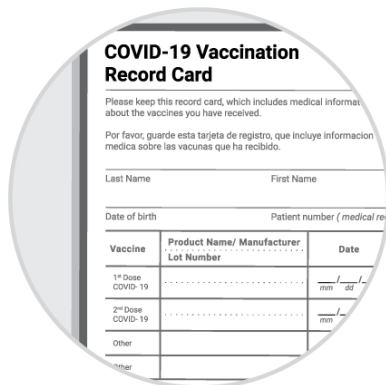 COVID-19 Vaccination
Record Card
Please keep this record card, which includes medical
about the vaccines you have received.
Por favor, guarde esta tarjeta de registro, que incluye informacion
medica sobre las vacunas que ha recibido.
Last Name First Name
Date of birth Patient number ( medical
Vaccine Product Name/ Manufacturer Date
Lot Number
1st Dose
COVID- 19
mm dd
2nd Dose
COVID- 19
mm
Other
Other